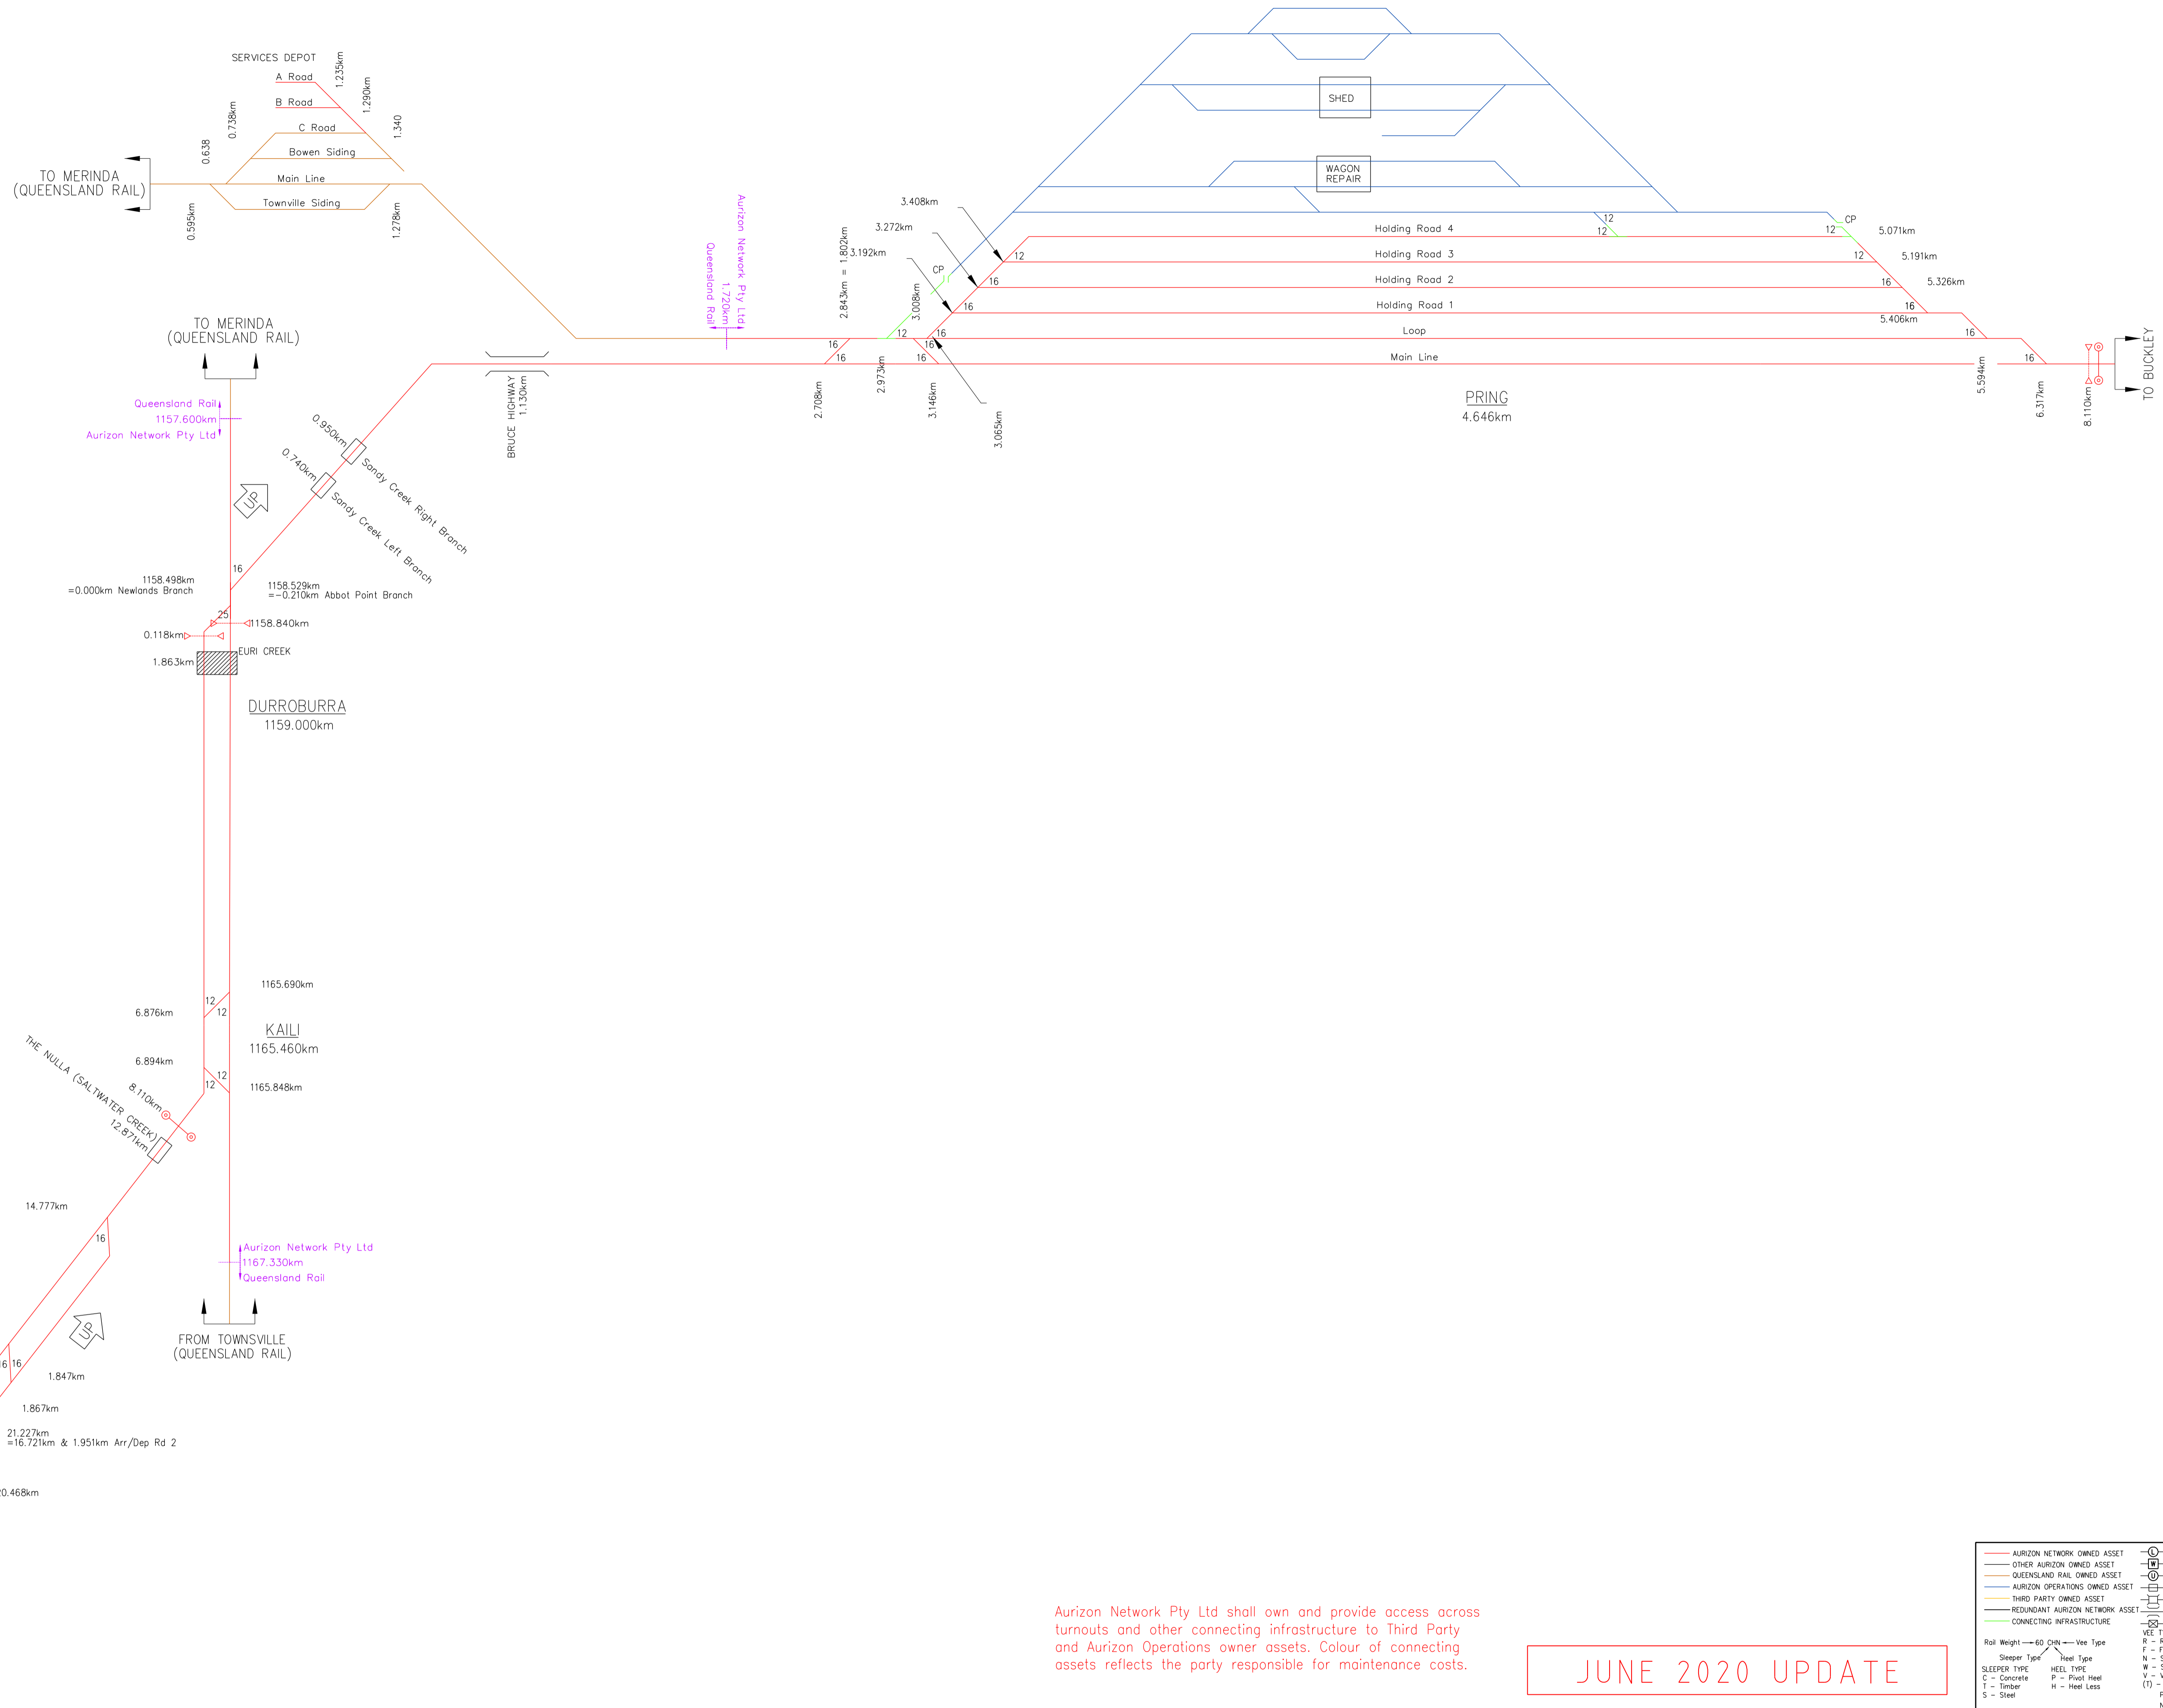 SERVICES DEPOT
A Road
B Road
C Road
Bowen Siding
Main Line
Townville Siding
0.638
0.738km
1.235km
1.290km
1.340
0.595km
1.278km
TO MERINDA
(QUEENSLAND RAIL)
Queensland Rail
1.720km
Aurizon Network Pty Ltd
2.843km = 1.802km
3.408km
3.272km
3.192km
3.008km
CP
SHED
WAGON
REPAIR
12
12
CP
Holding Road 4
12
5.071km
12
Holding Road 3
12
5.191km
16
Holding Road 2
16
5.326km
16
Holding Road 1
16
5.406km
16
12
16
16
Loop
16
16
16
Main Line
16
2.708km
2.973km
3.146km
3.065km
PRING
4.646km
5.594km
6.317km
8.110km
TO BUCKLEY
TO MERINDA
(QUEENSLAND RAIL)
Queensland Rail
1157.600km
Aurizon Network Pty Ltd
BRUCE HIGHWAY
1.130km
0.950km
Sandy Creek Right Branch
0.740km
Sandy Creek Left Branch
UP
16
1158.498km
=0.000km Newlands Branch
1158.529km
=-0.210km Abbot Point Branch
25
1158.840km
0.118km
EURI CREEK
1.863km
DURROBURRA
1159.000km
1165.690km
12
12
6.876km
KAILI
1165.460km
6.894km
12
12
1165.848km
THE NULLA (SALTWATER CREEK)
12.871km
8.110km
14.777km
16
Aurizon Network Pty Ltd
1167.330km
Queensland Rail
UP
FROM TOWNSVILLE
(QUEENSLAND RAIL)
16
16
1.847km
1.867km
21.227km
=16.721km & 1.951km Arr/Dep Rd 2
20.468km
Aurizon Network Pty Ltd shall own and provide access across
turnouts and other connecting infrastructure to Third Party
and Aurizon Operations owner assets. Colour of connecting
assets reflects the party responsible for maintenance costs.
JUNE 2020 UPDATE
AURIZON NETWORK OWNED ASSET
OTHER AURIZON OWNED ASSET
QUEENSLAND RAIL OWNED ASSET
AURIZON OPERATIONS OWNED ASSET
THIRD PARTY OWNED ASSET
REDUNDANT AURIZON NETWORK ASSET
CONNECTING INFRASTRUCTURE
L
W
U
Rail Weight 60 CHN Vee Type
Sleeper Type Heel Type
SLEEPER TYPE
C - Concrete
T - Timber
S - Steel
HEEL TYPE
P - Pivot Heel
H - Heel Less
R -
F -
N -
W -
V -
(T) -